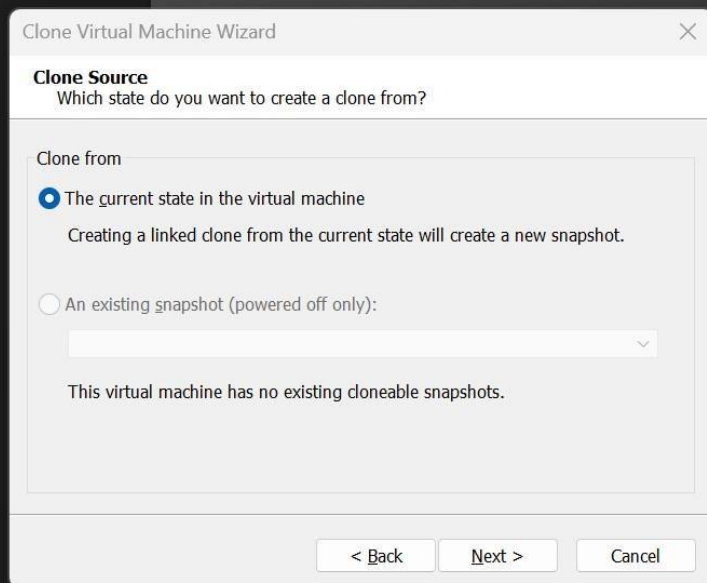 Clone Virtual Machine Wizard
Clone Source
Which state do you want to create a clone from?
Clone from
The current state in the virtual machine
Creating a linked clone from the current state will create a new snapshot.
An existing snapshot (powered off only):
This virtual machine has no existing cloneable snapshots.
< Back
Next >
Cancel